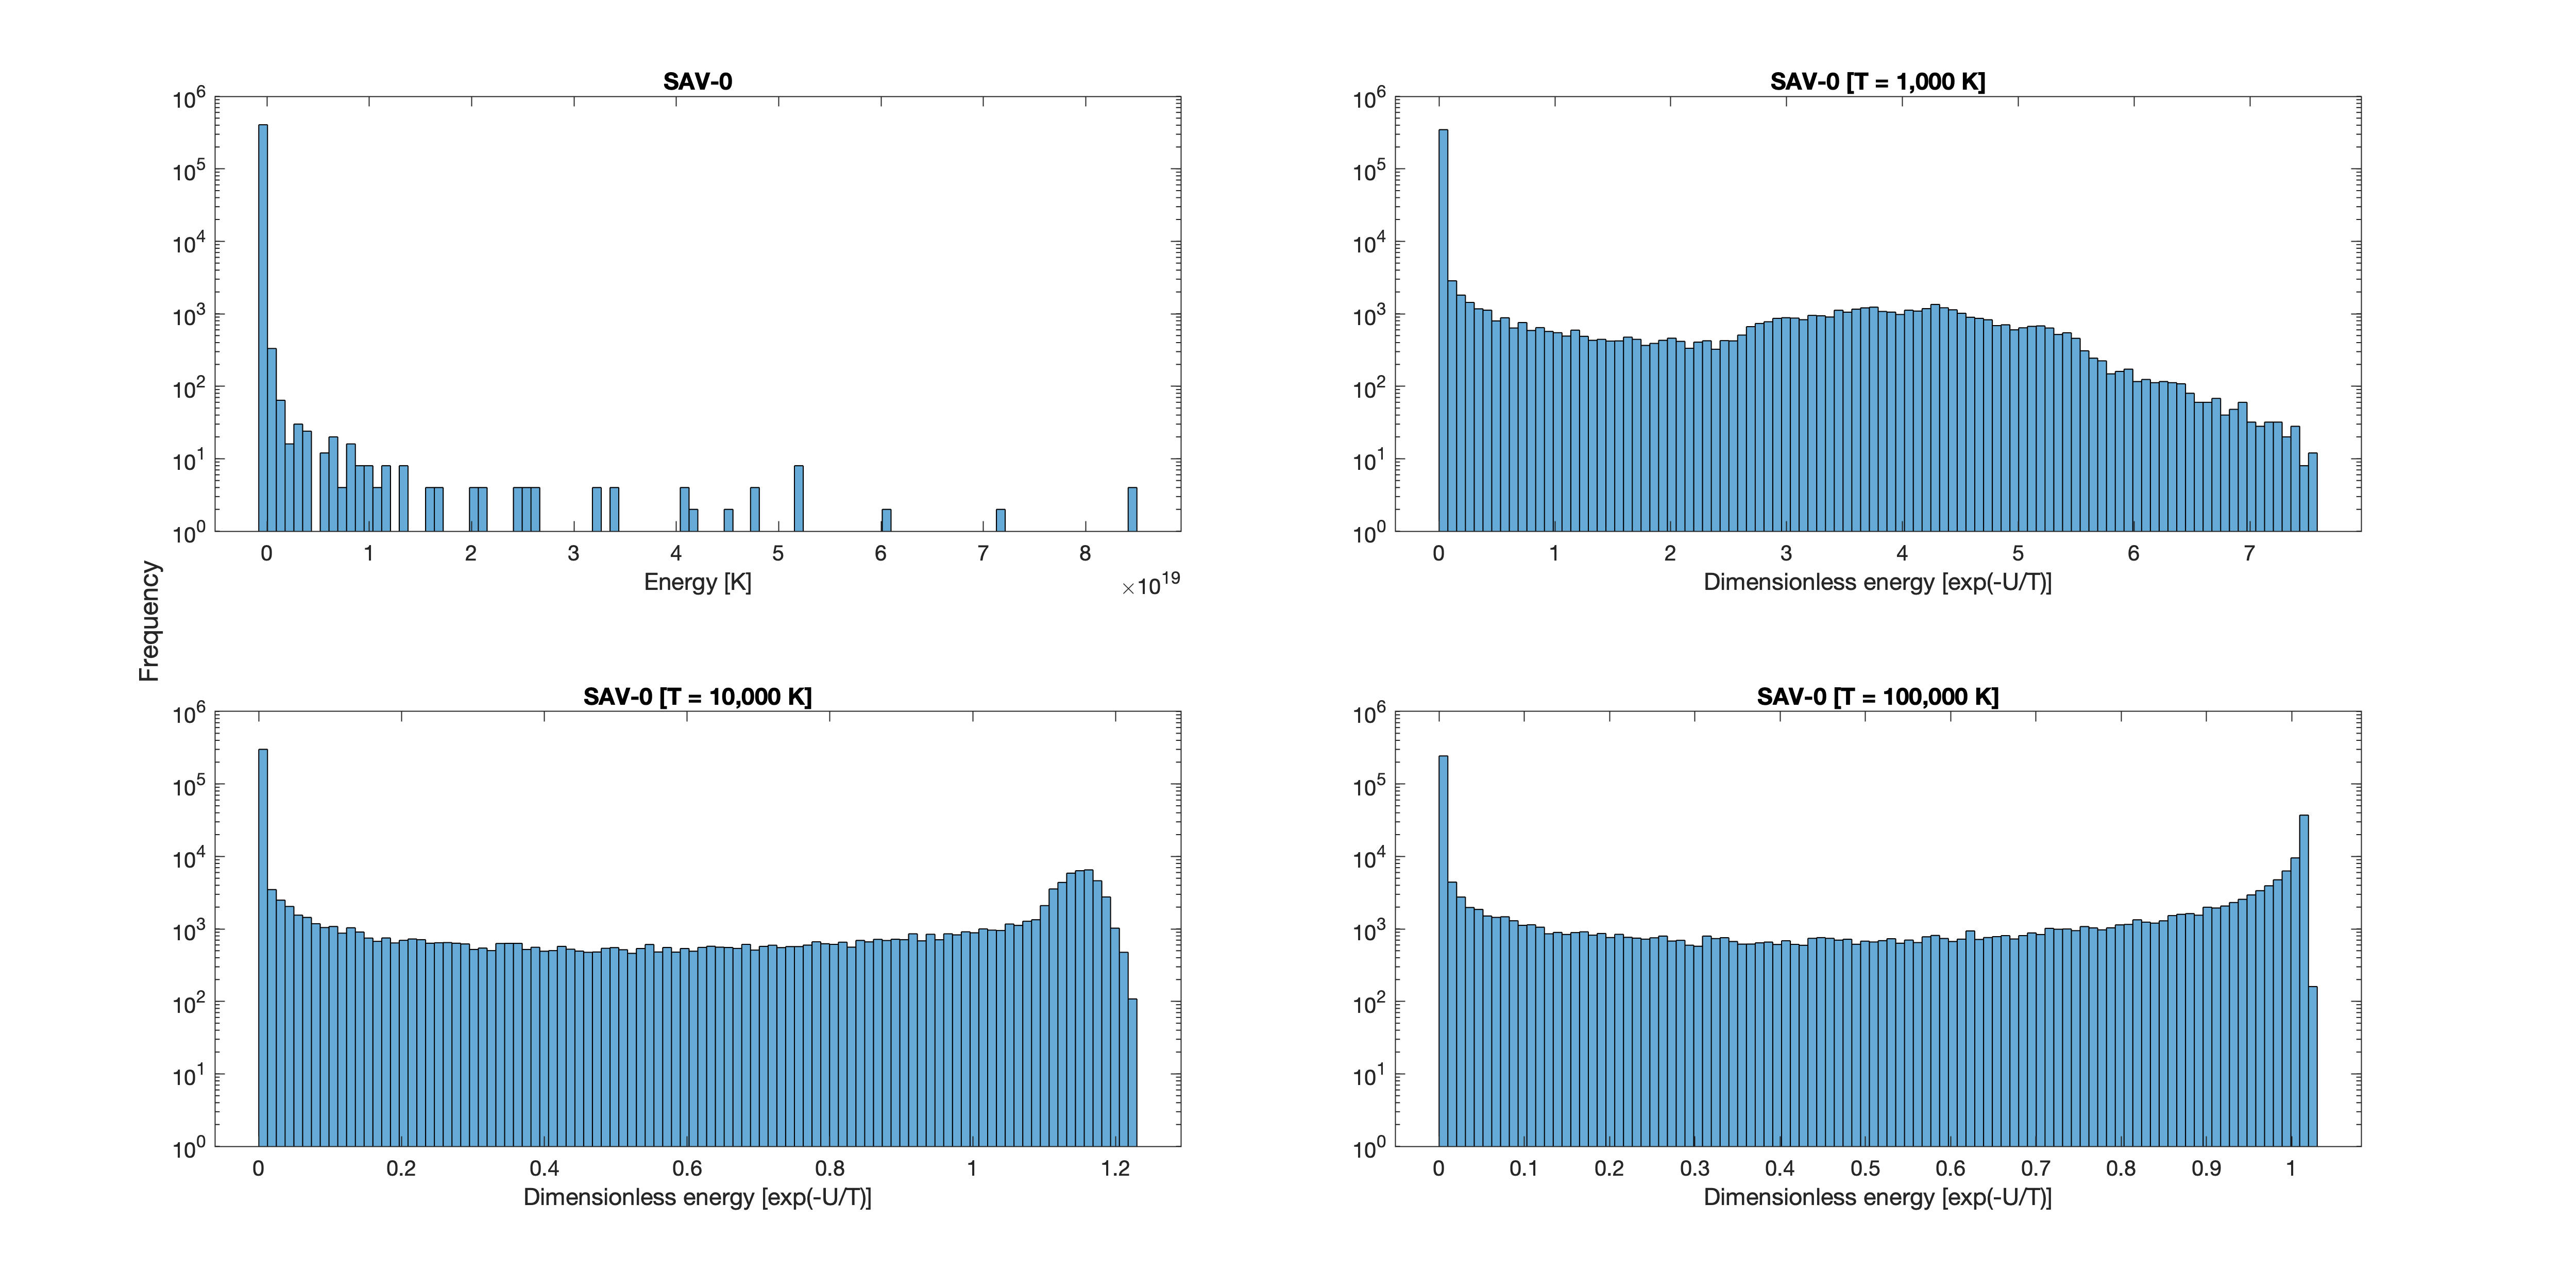 SAV-0
10^6
10^5
10^4
10^3
10^2
10^1
10^0
0 1 2 3 4 5 6 7 8
Energy [K]
×10^19
SAV-0 [T = 1,000 K]
10^6
10^5
10^4
10^3
10^2
10^1
10^0
0 1 2 3 4 5 6 7
Dimensionless energy [exp(-U/T)]
Frequency
SAV-0 [T = 10,000 K]
10^6
10^5
10^4
10^3
10^2
10^1
10^0
0 0.2 0.4 0.6 0.8 1 1.2
Dimensionless energy [exp(-U/T)]
SAV-0 [T = 100,000 K]
10^6
10^5
10^4
10^3
10^2
10^1
10^0
0 0.1 0.2 0.3 0.4 0.5 0.6 0.7 0.8 0.9 1
Dimensionless energy [exp(-U/T)]